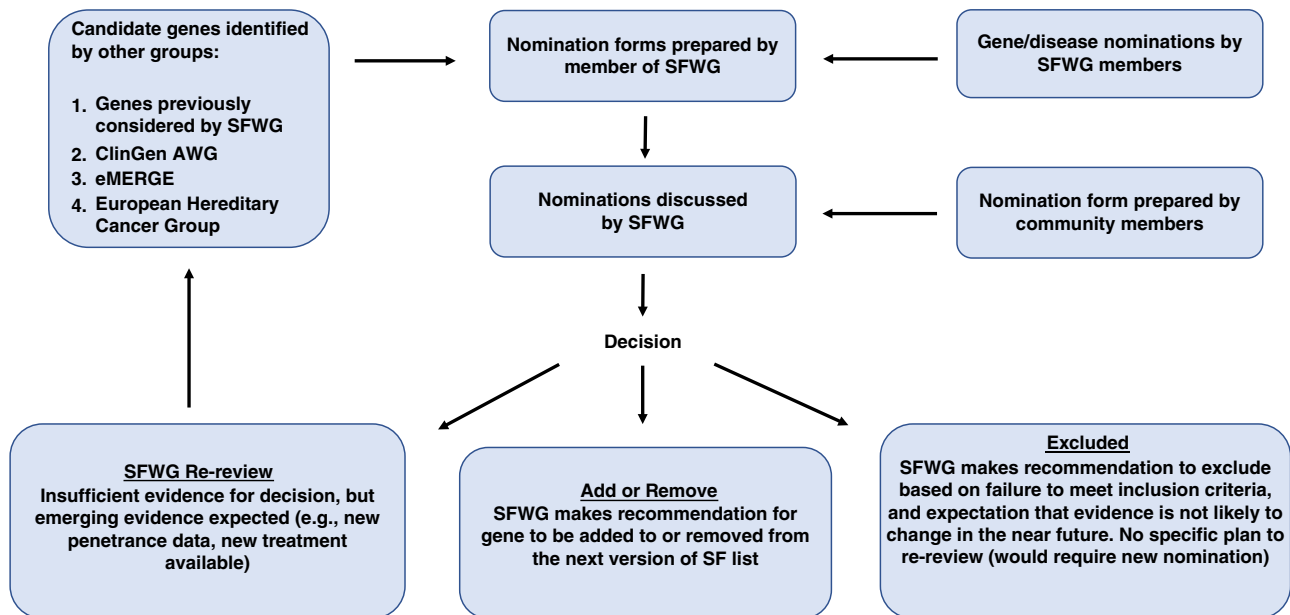 Candidate genes identified
by other groups:
1. Genes previously
considered by SFWG
2. ClinGen AWG
3. eMERGE
4. European Hereditary
Cancer Group
Nomination forms prepared by
member of SFWG
Gene/disease nominations by
SFWG members
Nominations discussed
by SFWG
Nomination form prepared by
community members
Decision
SFWG Re-review
Insufficient evidence for decision, but
emerging evidence expected (e.g., new
penetrance data, new treatment
available)
Add or Remove
SFWG makes recommendation for
gene to be added to or removed from
the next version of SF list
Excluded
SFWG makes recommendation to exclude
based on failure to meet inclusion criteria,
and expectation that evidence is not likely to
change in the near future. No specific plan to
re-review (would require new nomination)